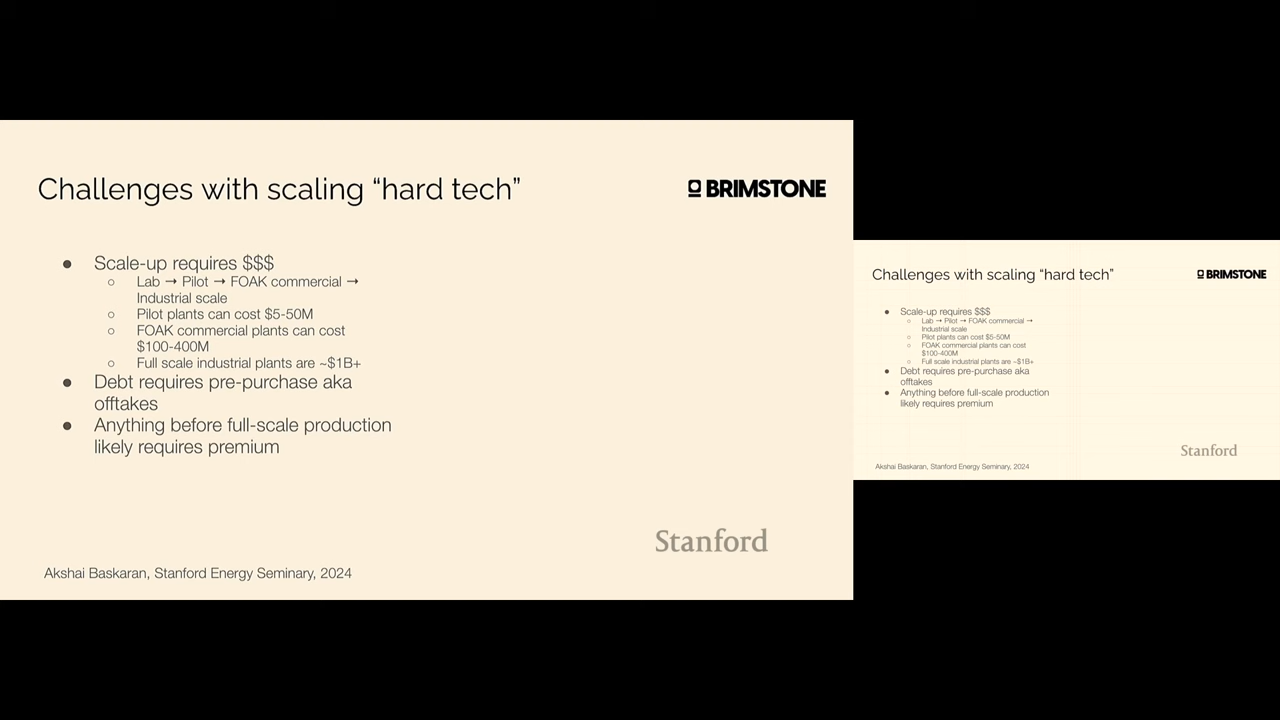 Challenges with scaling “hard tech”
BRIMSTONE
● Scale-up requires $$$
○ Lab → Pilot → FOAK commercial →
Industrial scale
○ Pilot plants can cost $5-50M
○ FOAK commercial plants can cost
$100-400M
○ Full scale industrial plants are ~$1B+
● Debt requires pre-purchase aka
offtakes
● Anything before full-scale production
likely requires premium
Stanford
Akshai Baskaran, Stanford Energy Seminary, 2024
Challenges with scaling “hard tech”
BRIMSTONE
● Scale-up requires $$$
○ Lab → Pilot → FOAK commercial →
Industrial scale
○ Pilot plants can cost $5-50M
○ FOAK commercial plants can cost
$100-400M
○ Full scale industrial plants are ~$1B+
● Debt requires pre-purchase aka
offtakes
● Anything before full-scale production
likely requires premium
Stanford
Akshai Baskaran, Stanford Energy Seminary, 2024